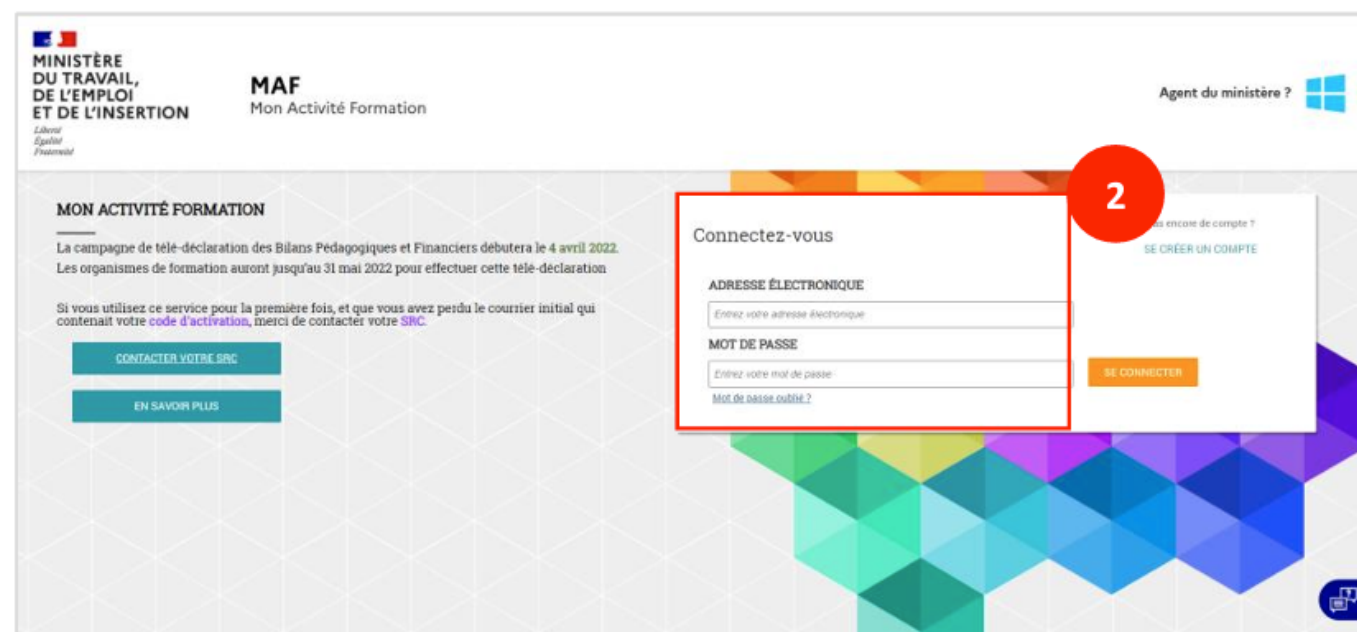 MINISTÈRE
DU TRAVAIL,
DE L'EMPLOI
ET DE L'INSERTION
Liberté
Égalité
Fraternité
MAF
Mon Activité Formation
Agent du ministère ?
MON ACTIVITÉ FORMATION
La campagne de télé-déclaration des Bilans Pédagogiques et Financiers débutera le 4 avril 2022.
Les organismes de formation auront jusqu'au 31 mai 2022 pour effectuer cette télé-déclaration
Si vous utilisez ce service pour la première fois, et que vous avez perdu le courrier initial qui
contenait votre code d'activation, merci de contacter votre SRC.
CONTACTER VOTRE SRC
EN SAVOIR PLUS
2
Connectez-vous
encore de compte ?
SE CRÉER UN COMPTE
ADRESSE ÉLECTRONIQUE
Entrez votre adresse électronique
MOT DE PASSE
Entrez votre mot de passe
SE CONNECTER
Mot de passe oublié ?